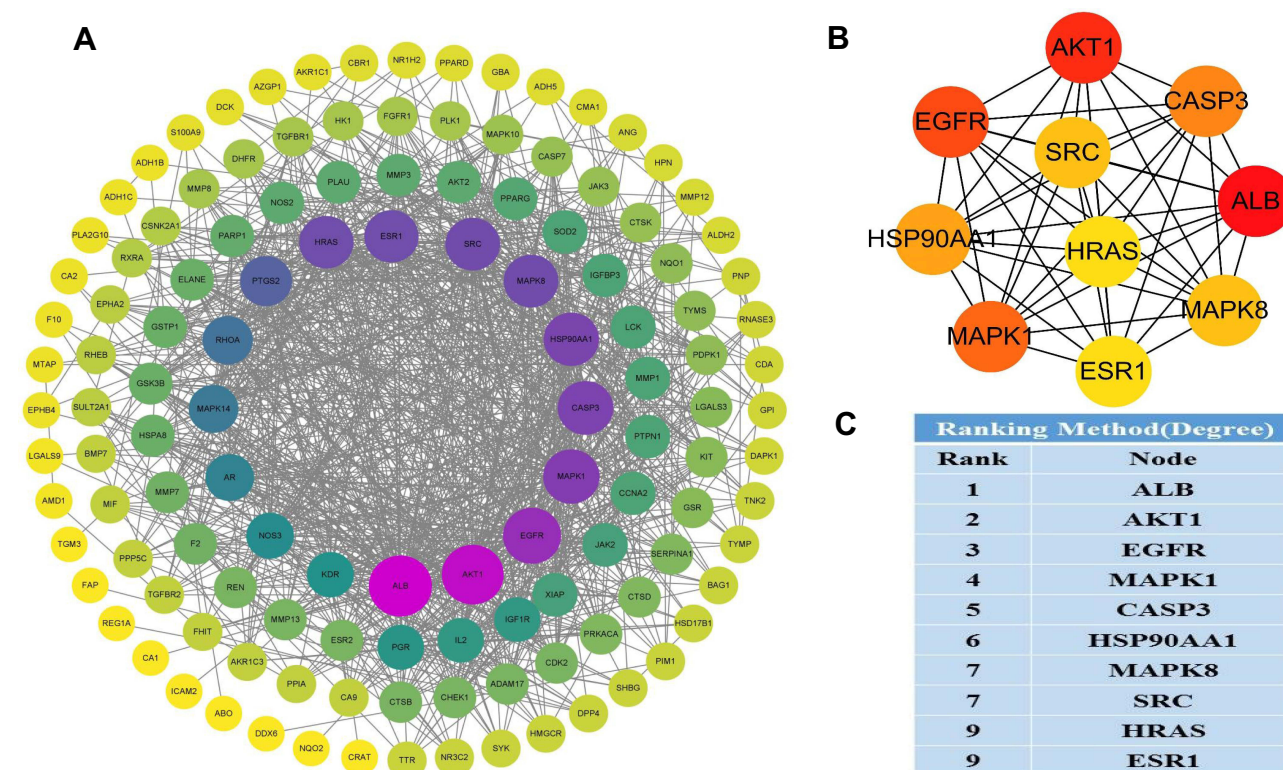 A
AKR1C1
CBR1
NR1H2
PPARD
GBA
AZGP1
ADH5
DCK
CMA1
S100A9
ANG
ADH1B
HPN
ADH1C
MMP12
PLA2G10
ALDH2
CA2
PNP
F10
RNASE3
MTAP
CDA
EPHB4
GPI
LGALS9
DAPK1
AMD1
TNK2
TGM3
TYMP
FAP
BAG1
REG1A
HSD17B1
CA1
PIM1
ICAM2
SHBG
ABO
DPP4
DDX6
HMGCR
NQO2
SYK
CRAT
TTR
NR3C2
HK1
FGFR1
PLK1
TGFBR1
MAPK10
DHFR
CASP7
MMP8
JAK3
CSNK2A1
CTSK
RXRA
NQO1
EPHA2
TYMS
RHEB
PDPK1
SULT2A1
LGALS3
BMP7
KIT
MIF
GSR
PPP5C
SERPINA1
TGFBR2
CTSD
FHIT
PRKACA
AKR1C3
CDK2
PPIA
ADAM17
CA9
CTSB
CHEK1
PLAU
MMP3
AKT2
NOS2
PPARG
PARP1
SOD2
ELANE
IGFBP3
GSTP1
LCK
GSK3B
MMP1
HSPA8
PTPN1
MMP7
CCNA2
F2
JAK2
REN
XIAP
MMP13
IGF1R
ESR2
PGR
IL2
HRAS
ESR1
SRC
PTGS2
MAPK8
RHOA
HSP90AA1
MAPK14
CASP3
AR
MAPK1
NOS3
EGFR
KDR
ALB
AKT1
B
AKT1
CASP3
EGFR
SRC
ALB
HSP90AA1
HRAS
MAPK8
MAPK1
ESR1
C
Ranking Method(Degree)
Rank Node
1 ALB
2 AKT1
3 EGFR
4 MAPK1
5 CASP3
6 HSP90AA1
7 MAPK8
7 SRC
9 HRAS
9 ESR1